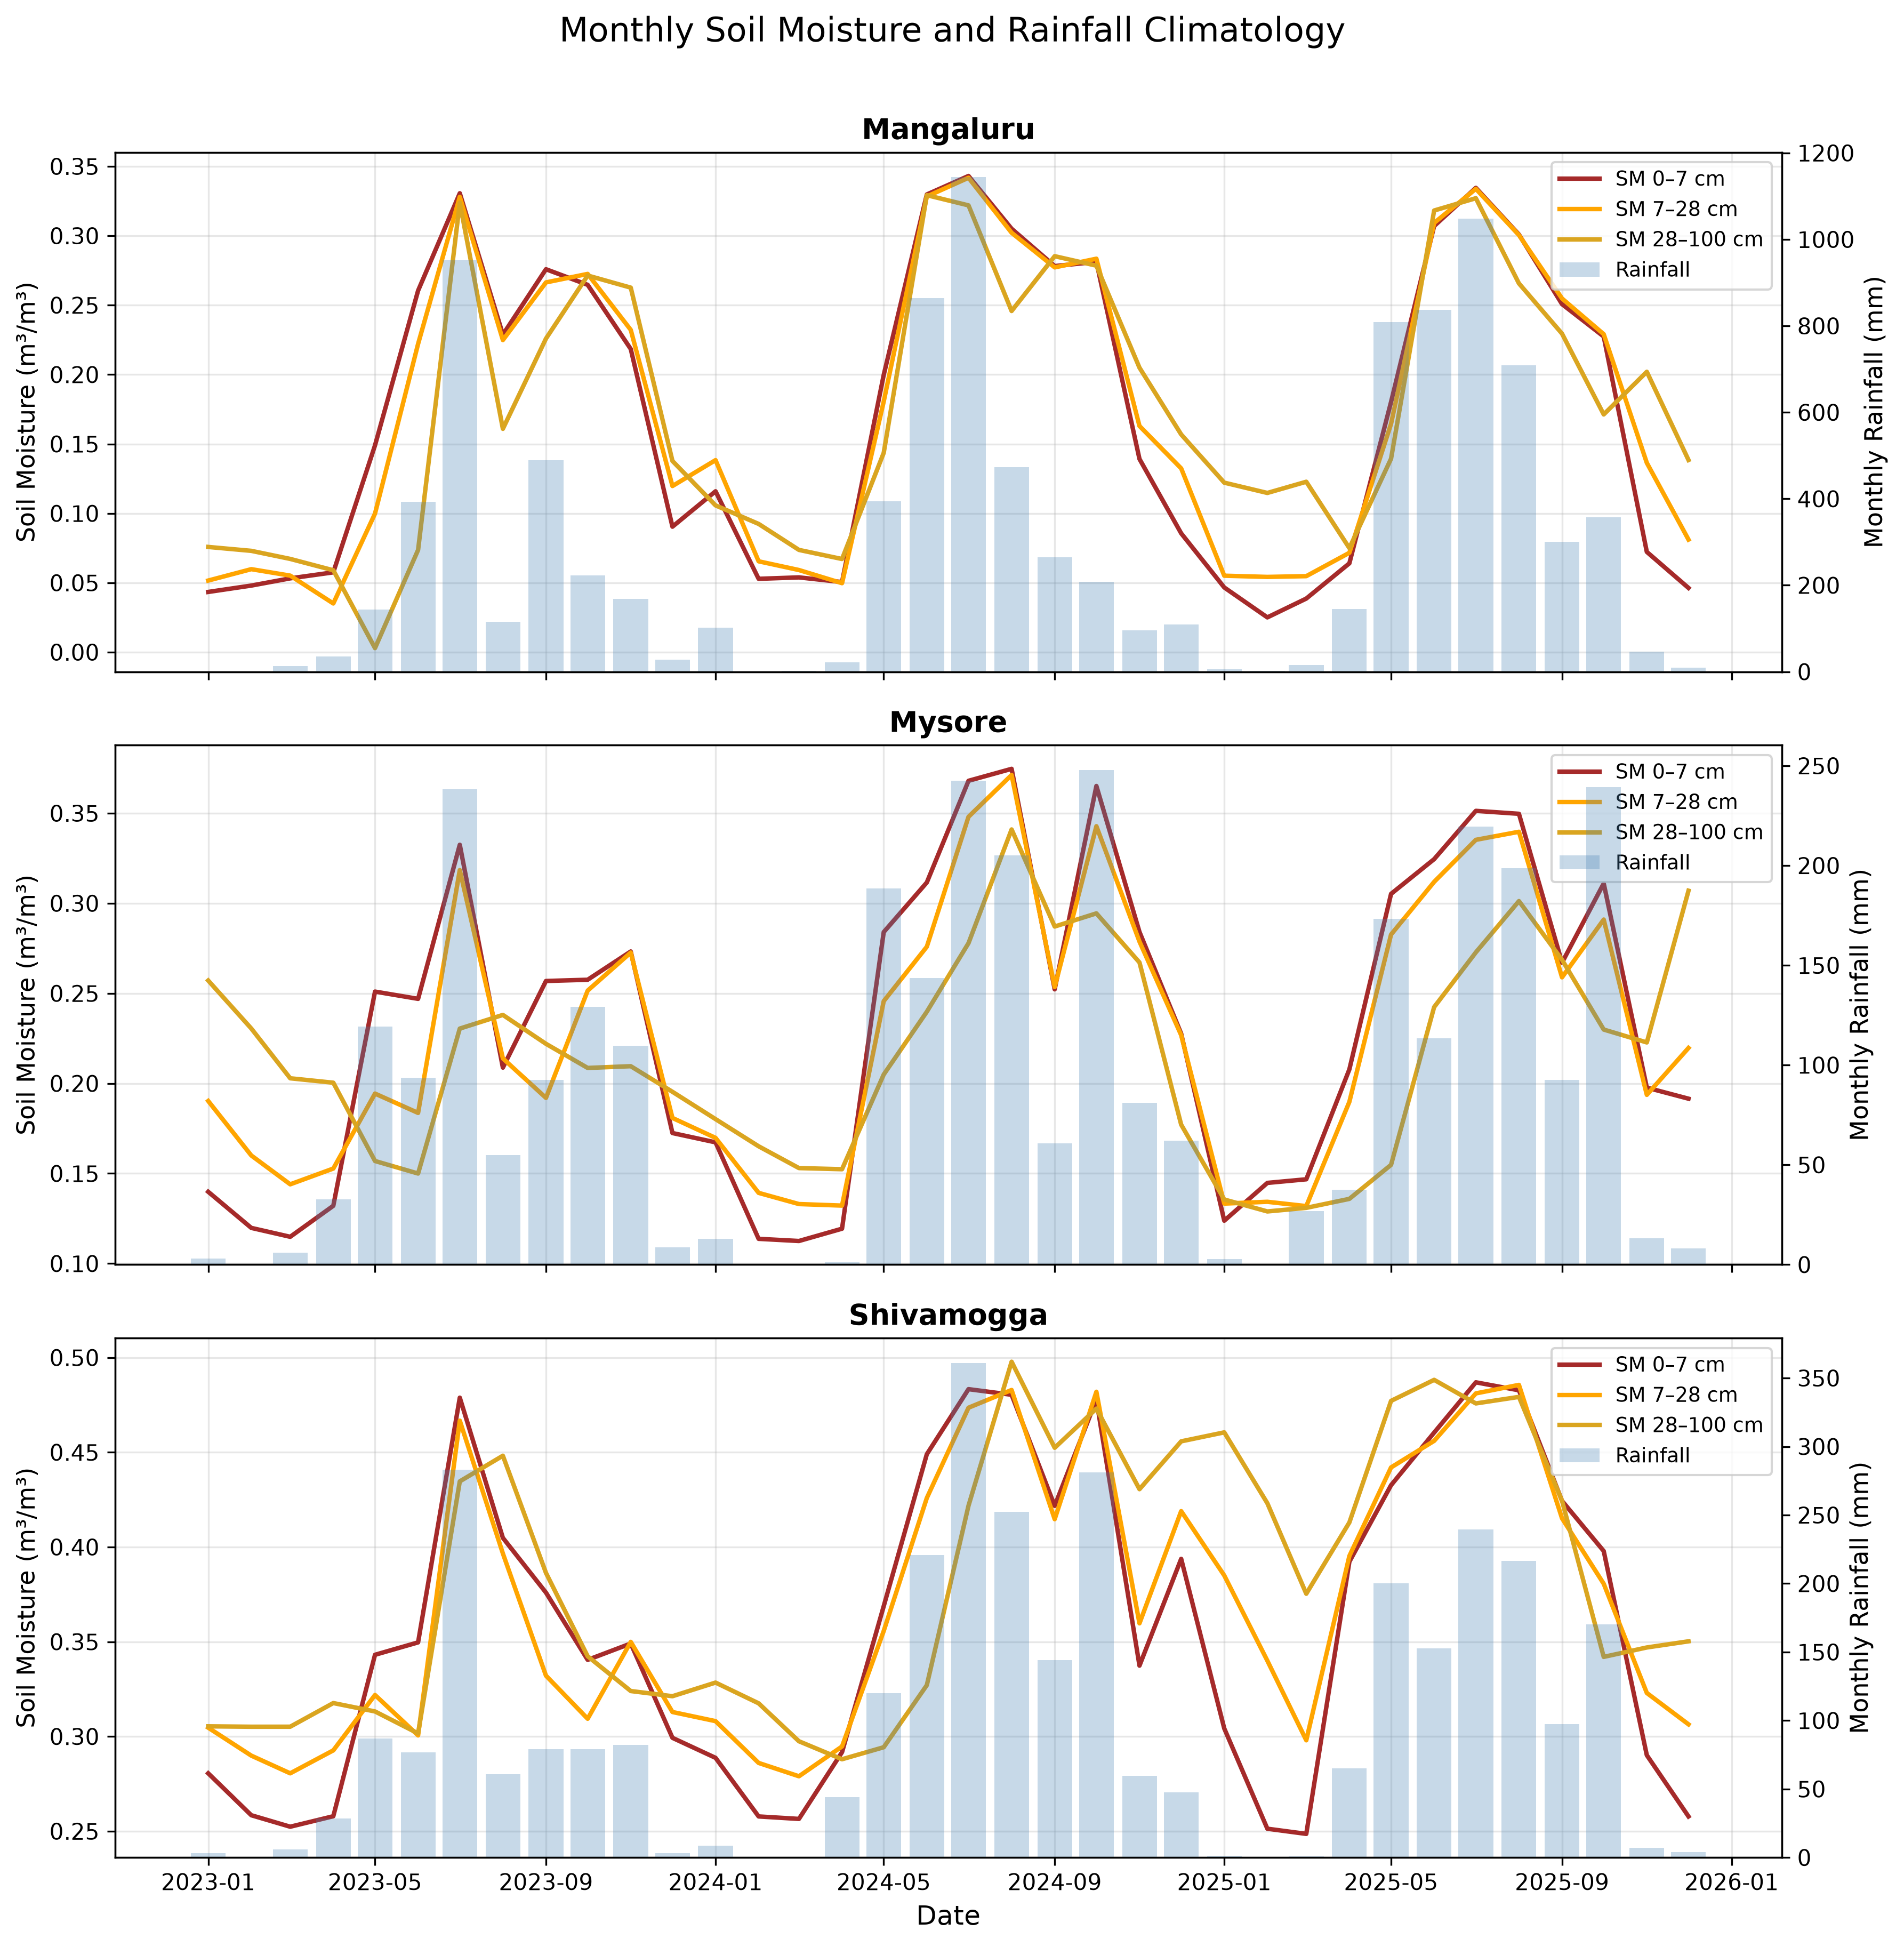 Monthly Soil Moisture and Rainfall Climatology
Mangaluru
Soil Moisture (m³/m³)
0.35
0.30
0.25
0.20
0.15
0.10
0.05
0.00
SM 0–7 cm
SM 7–28 cm
SM 28–100 cm
Rainfall
1200
1000
800
600
400
200
0
Monthly Rainfall (mm)
Mysore
Soil Moisture (m³/m³)
0.35
0.30
0.25
0.20
0.15
0.10
SM 0–7 cm
SM 7–28 cm
SM 28–100 cm
Rainfall
250
200
150
100
50
0
Monthly Rainfall (mm)
Shivamogga
Soil Moisture (m³/m³)
0.50
0.45
0.40
0.35
0.30
0.25
SM 0–7 cm
SM 7–28 cm
SM 28–100 cm
Rainfall
350
300
250
200
150
100
50
0
Monthly Rainfall (mm)
2023-01 2023-05 2023-09 2024-01 2024-05 2024-09 2025-01 2025-05 2025-09 2026-01
Date